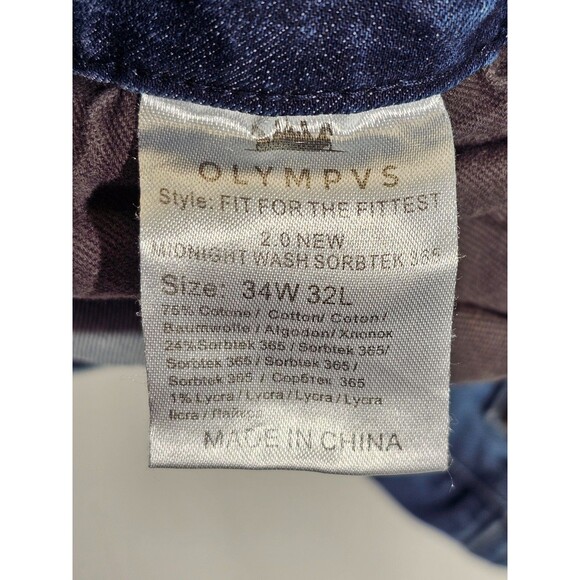 OLYMPVS
Style: FIT FOR THE FITTEST
2.0 NEW
MIDNIGHT WASH SORBTEK 365
Size: 34W 32L
75% Cotone / Cotton/ Coton/
Baumwolle / Algodon/ Хлопок
24% Sorbtek 365 / Sorbtek 365/
Sorbtek 365 / Sorbtek 365 /
Sorbtek 365 / Сорбтек 365
1% Lycra / Lycra / Lycra / Lycra
licra / Лайкра
MADE IN CHINA